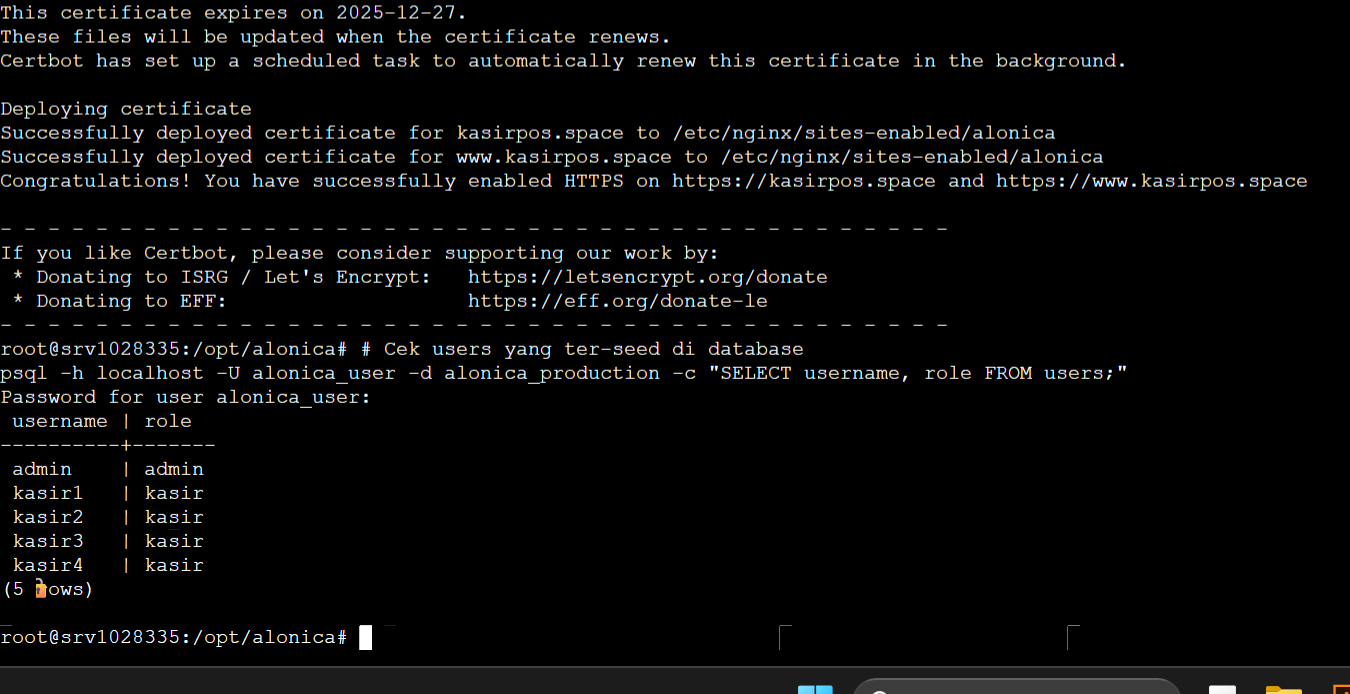 This certificate expires on 2025-12-27.
These files will be updated when the certificate renews.
Certbot has set up a scheduled task to automatically renew this certificate in the background.
Deploying certificate
Successfully deployed certificate for kasirpos.space to /etc/nginx/sites-enabled/alonica
Successfully deployed certificate for www.kasirpos.space to /etc/nginx/sites-enabled/alonica
Congratulations! You have successfully enabled HTTPS on https://kasirpos.space and https://www.kasirpos.space
- - - - - - - - - - - - - - - - - - - - - - - - - - - - - - - - - - - - - - - -
If you like Certbot, please consider supporting our work by:
 * Donating to ISRG / Let's Encrypt:   https://letsencrypt.org/donate
 * Donating to EFF:                    https://eff.org/donate-le
- - - - - - - - - - - - - - - - - - - - - - - - - - - - - - - - - - - - - - - -
root@srv1028335:/opt/alonica# # Cek users yang ter-seed di database
psql -h localhost -U alonica_user -d alonica_production -c "SELECT username, role FROM users;"
Password for user alonica_user:
 username | role
----------+-------
 admin    | admin
 kasir1   | kasir
 kasir2   | kasir
 kasir3   | kasir
 kasir4   | kasir
(5 ows)
root@srv1028335:/opt/alonica#